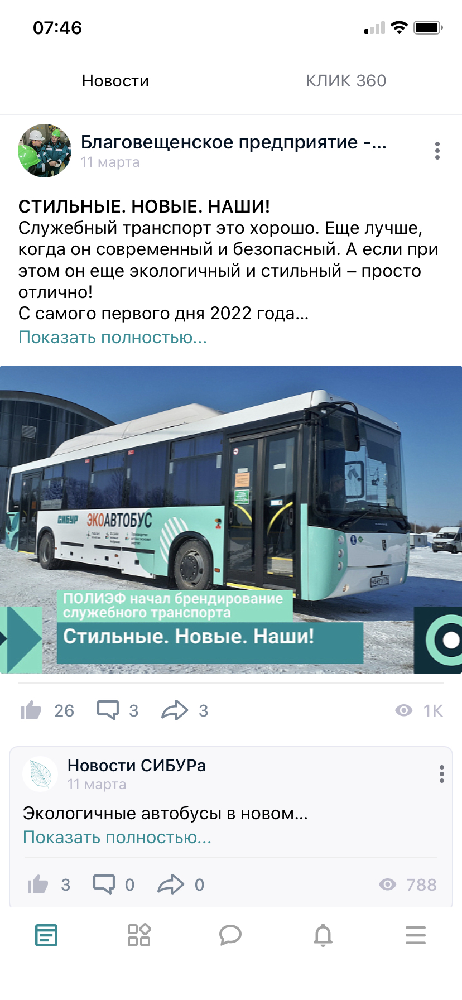 07:46
Новости
КЛИК 360
Благовещенское предприятие -...
11 марта
СТИЛЬНЫЕ. НОВЫЕ. НАШИ!
Служебный транспорт это хорошо. Еще лучше,
когда он современный и безопасный. А если при
этом он еще экологичный и стильный – просто
отлично!
С самого первого дня 2022 года...
Показать полностью...
СИБУР ЭКОАВТОБУС
ПОЛИЭФ начал брендирование
служебного транспорта
Стильные. Новые. Наши!
26
3
3
1K
Новости СИБУРа
11 марта
Экологичные автобусы в новом...
Показать полностью...
3
0
0
788